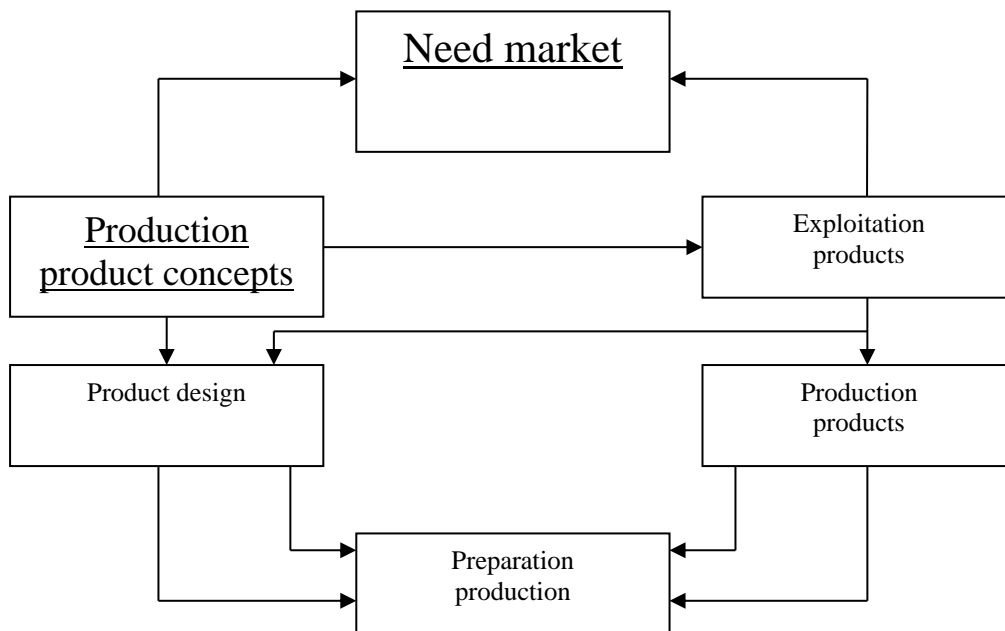 Need market
Production
product concepts
Exploitation
products
Product design
Production
products
Preparation
production